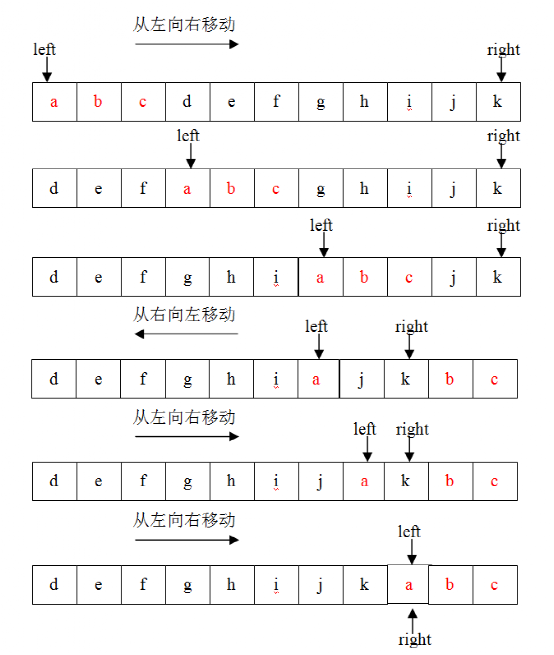 从左向右移动
left right
a b c d e f g h i j k
left right
d e f a b c g h i j k
left right
d e f g h i a b c j k
从右向左移动
left right
d e f g h i a j k b c
从左向右移动
left right
d e f g h i j a k b c
从左向右移动
left
d e f g h i j k a b c
right